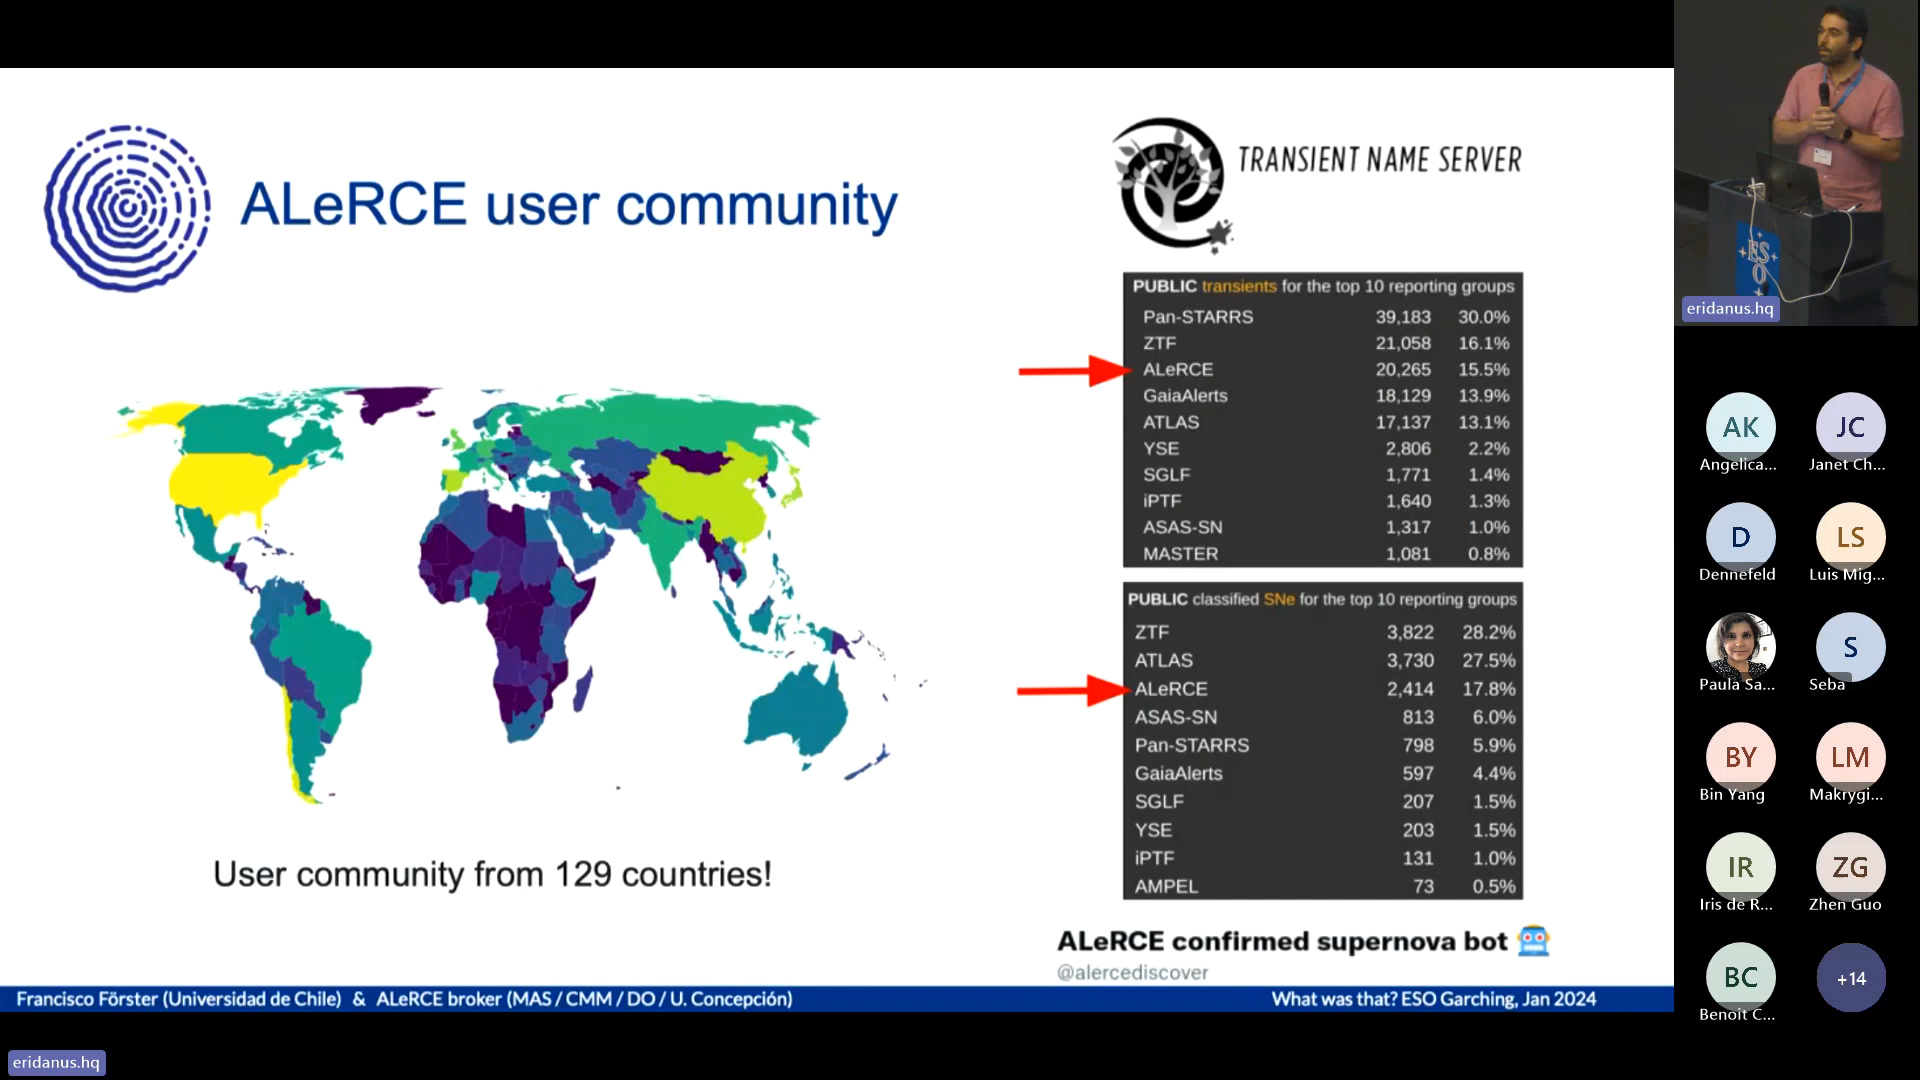 ALeRCE user community
User community from 129 countries!
TRANSIENT NAME SERVER
PUBLIC transients for the top 10 reporting groups
Pan-STARRS 39,183 30.0%
ZTF 21,058 16.1%
ALeRCE 20,265 15.5%
GaiaAlerts 18,129 13.9%
ATLAS 17,137 13.1%
YSE 2,806 2.2%
SGLF 1,771 1.4%
iPTF 1,640 1.3%
ASAS-SN 1,317 1.0%
MASTER 1,081 0.8%
PUBLIC classified SNe for the top 10 reporting groups
ZTF 3,822 28.2%
ATLAS 3,730 27.5%
ALeRCE 2,414 17.8%
ASAS-SN 813 6.0%
Pan-STARRS 798 5.9%
GaiaAlerts 597 4.4%
SGLF 207 1.5%
YSE 203 1.5%
iPTF 131 1.0%
AMPEL 73 0.5%
ALeRCE confirmed supernova bot
@alercediscover
Francisco Förster (Universidad de Chile) & ALeRCE broker (MAS / CMM / DO / U. Concepción)
What was that? ESO Garching, Jan 2024
eridanus.hq
ESO
eridanus.hq
AK
Angelica...
JC
Janet Ch...
D
Dennefeld
LS
Luis Mig...
Paula Sa...
S
Seba
BY
Bin Yang
LM
Makrygi...
IR
Iris de R...
ZG
Zhen Guo
BC
Benoit C...
+14